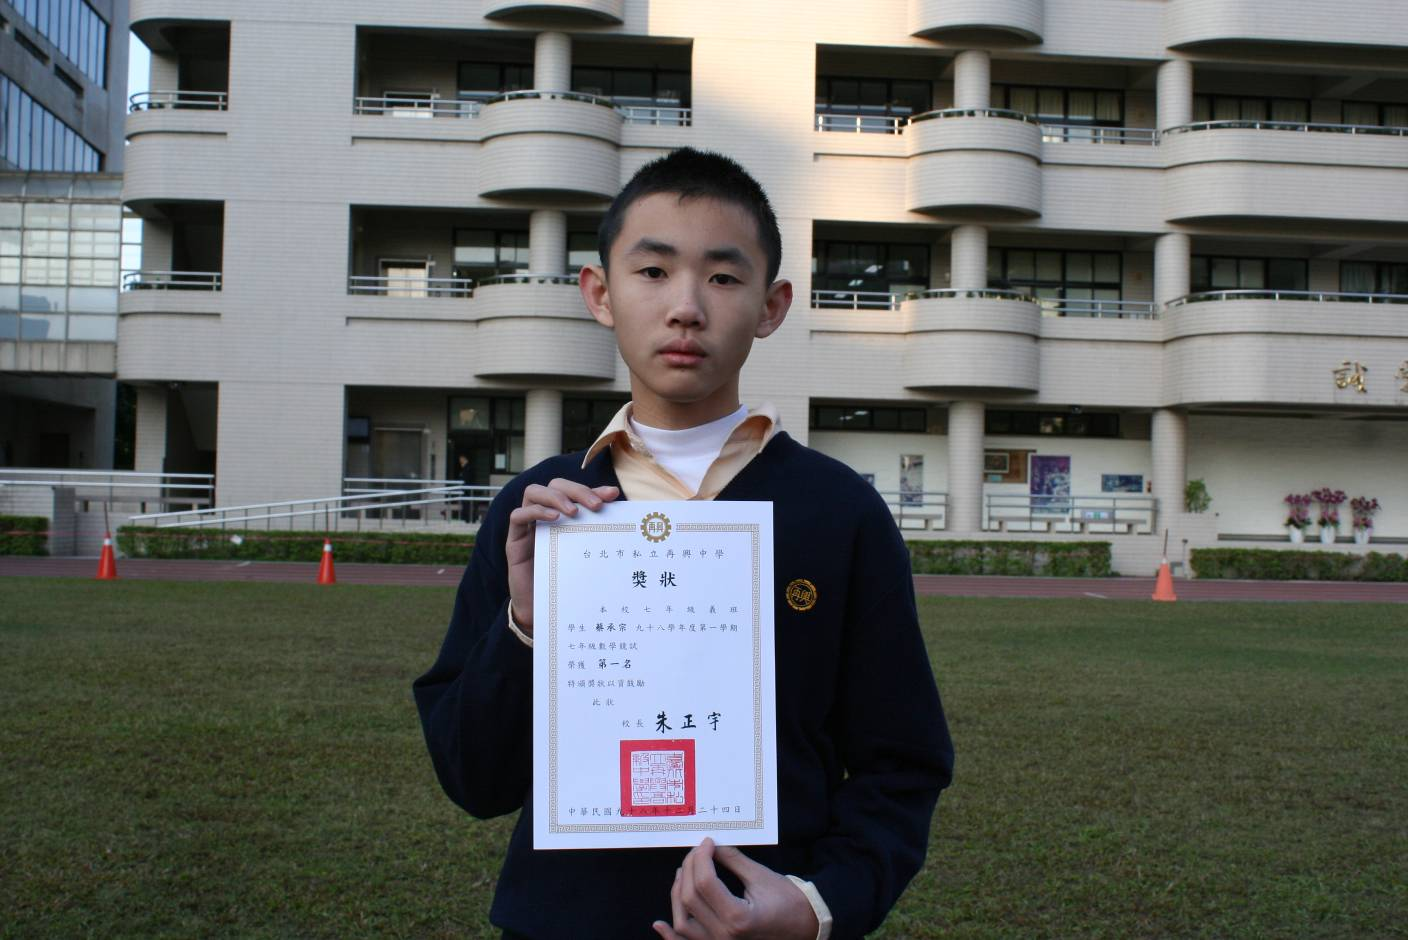 誠
再興
台北市私立再興中學
獎狀
本校七年級義班
學生 蔡承宗 九十八學年度第一學期
七年級數學競試
榮獲 第一名
特頒獎狀以資鼓勵
此狀
校長 朱正宇
中華民國九十八年十二月二十四日
再興